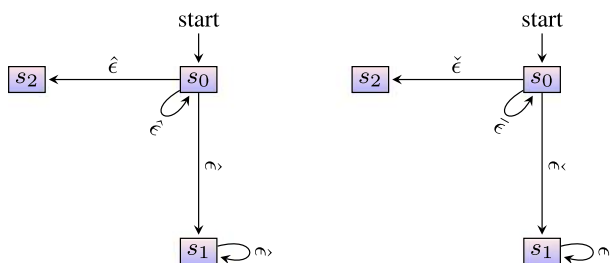 start start
ϵ̂ ϵ̌
s₂ s₀ s₂ s₀
ϵ̂
ϵ̂ ϵ̌
s₁ ϵ̂ s₁ ϵ